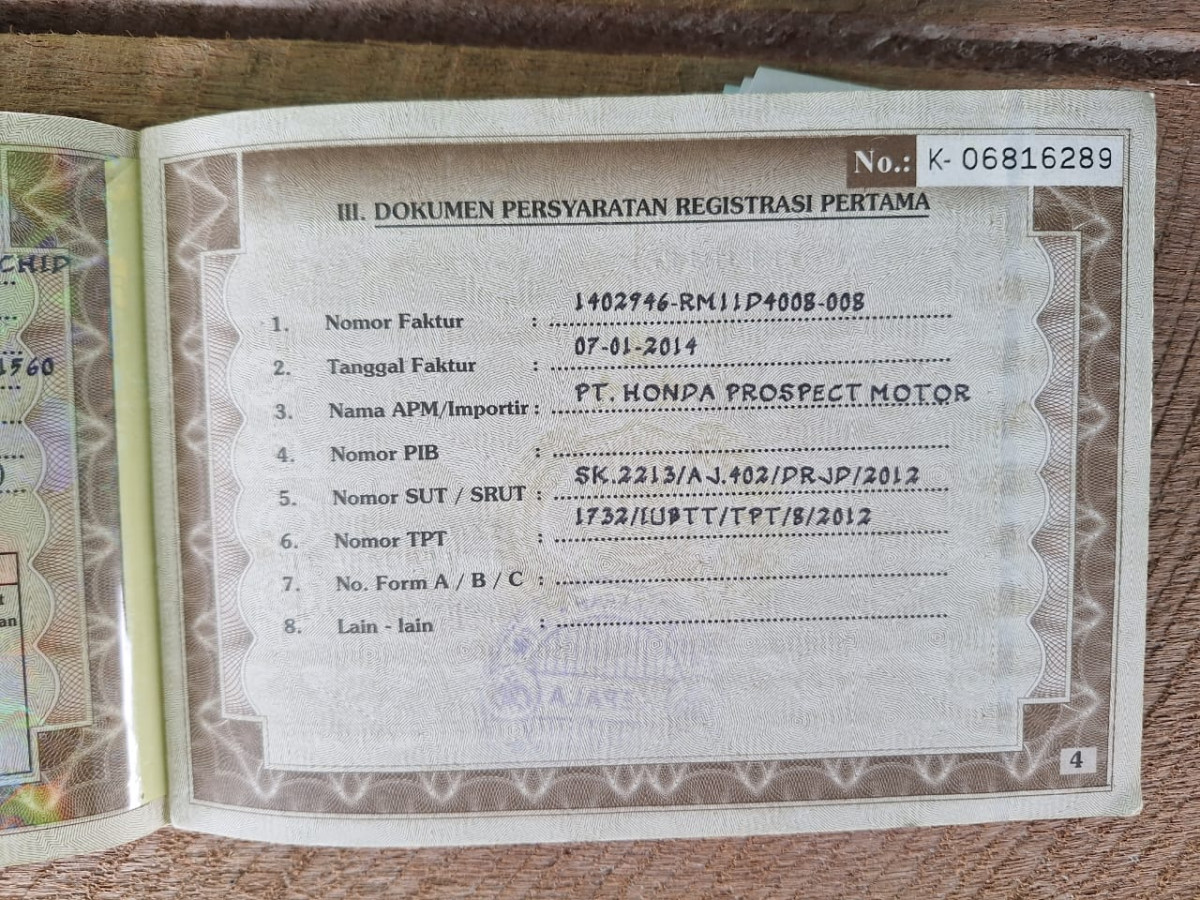 CHID
1560
No.: K- 06816289
III. DOKUMEN PERSYARATAN REGISTRASI PERTAMA
1. Nomor Faktur : 1402946-RM11D4008-008
2. Tanggal Faktur : 07-01-2014
3. Nama APM/Importir : PT. HONDA PROSPECT MOTOR
4. Nomor PIB :
5. Nomor SUT / SRUT : SK.2213/AJ.402/DRJD/2012
6. Nomor TPT : 1732/IUBTT/TPT/8/2012
7. No. Form A / B / C :
8. Lain - lain :
4